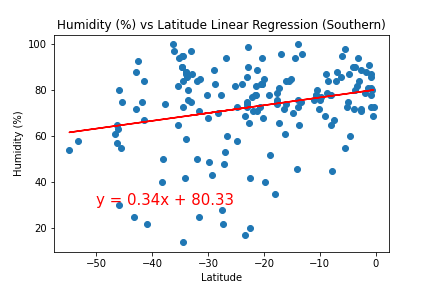 Humidity (%) vs Latitude Linear Regression (Southern)
100
80
60
40
20
Humidity (%)
y = 0.34x + 80.33
−50
−40
−30
−20
−10
0
Latitude